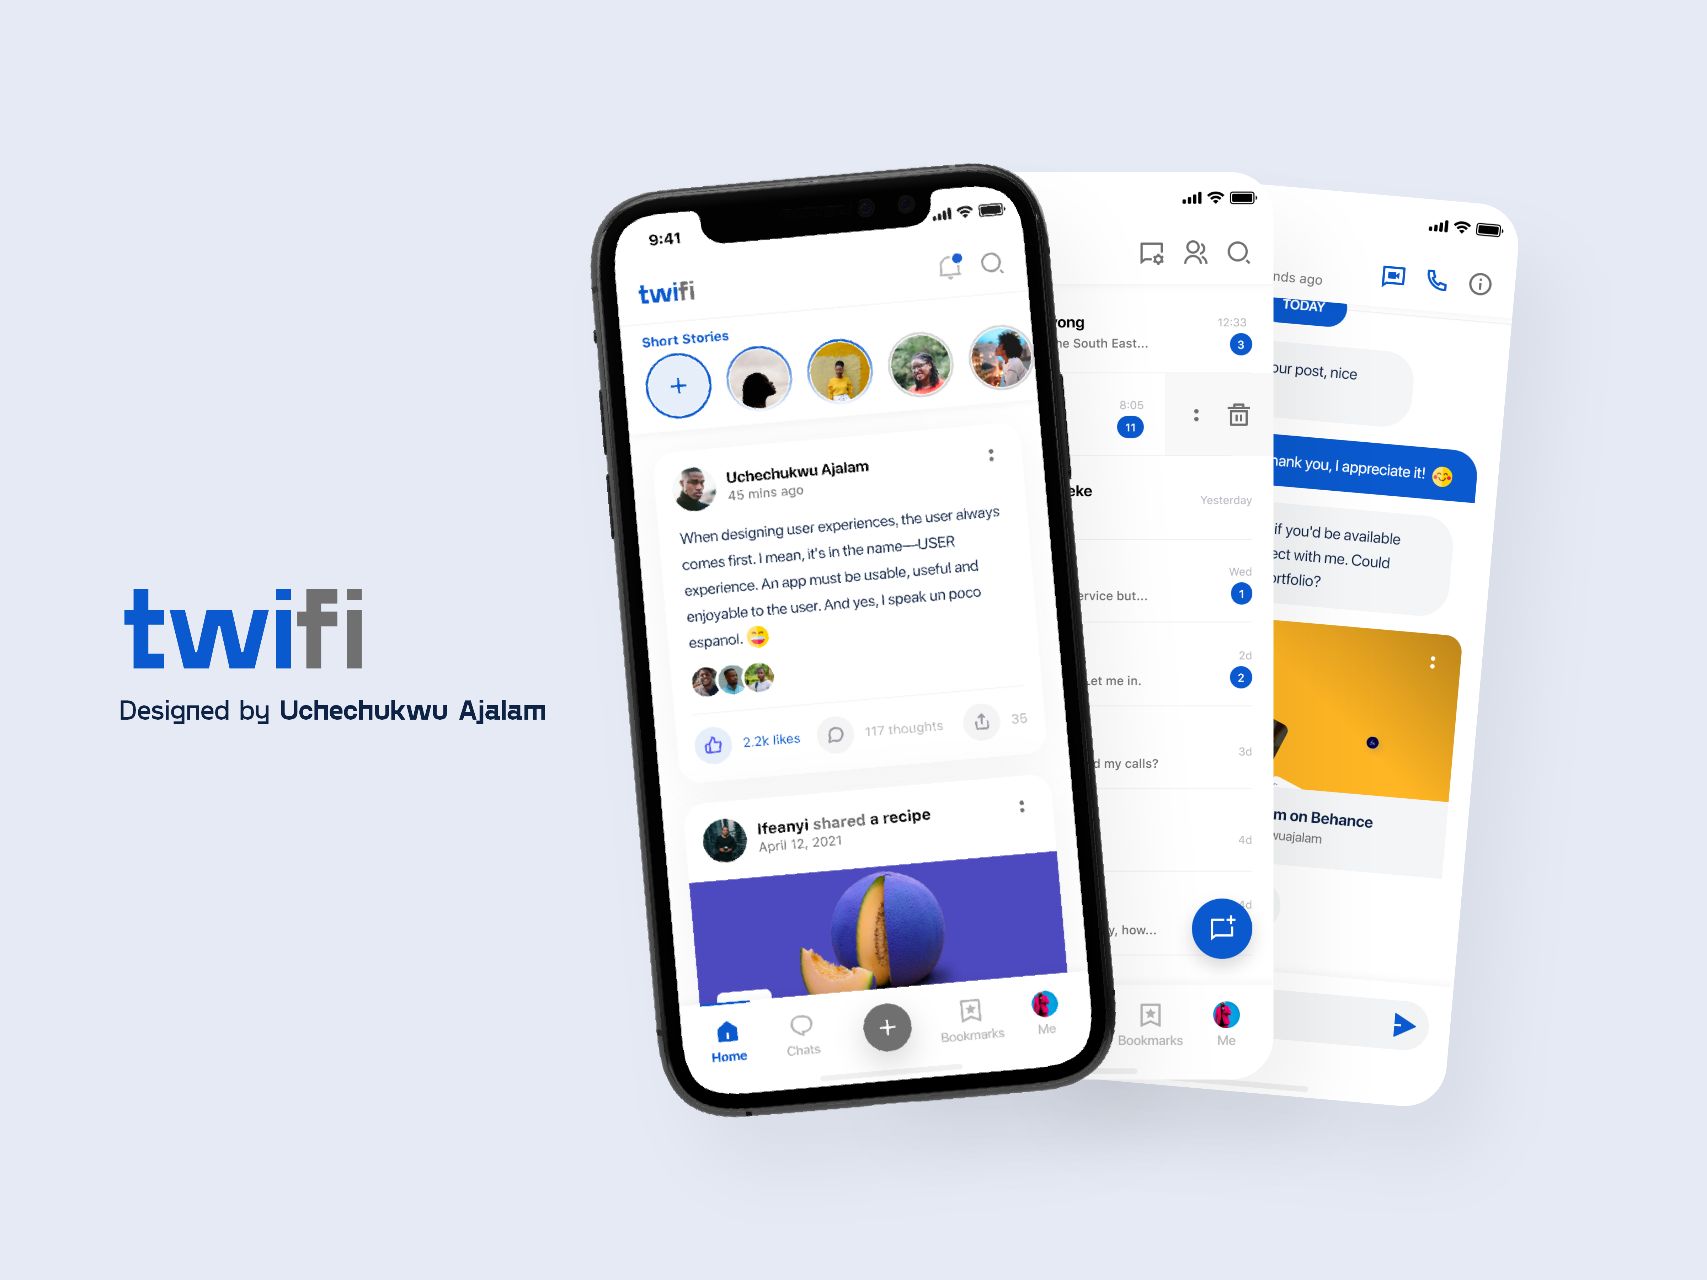 twifi
Designed by Uchechukwu Ajalam
9:41
twifi
Short Stories
Uchechukwu Ajalam
45 mins ago
When designing user experiences, the user always
comes first. I mean, it's in the name—USER
experience. An app must be usable, useful and
enjoyable to the user. And yes, I speak un poco
espanol.
2.2k likes
117 thoughts
35
Ifeanyi shared a recipe
April 12, 2021
Home
Chats
Bookmarks
Me
ong
12:33
he South East...
3
8:05
11
eke
Yesterday
Wed
ervice but...
1
2d
Let me in.
2
3d
d my calls?
4d
4d
y, how...
Bookmarks
Me
nds ago
TODAY
our post, nice
hank you, I appreciate it!
if you'd be available
ect with me. Could
ortfolio?
m on Behance
wuajalam